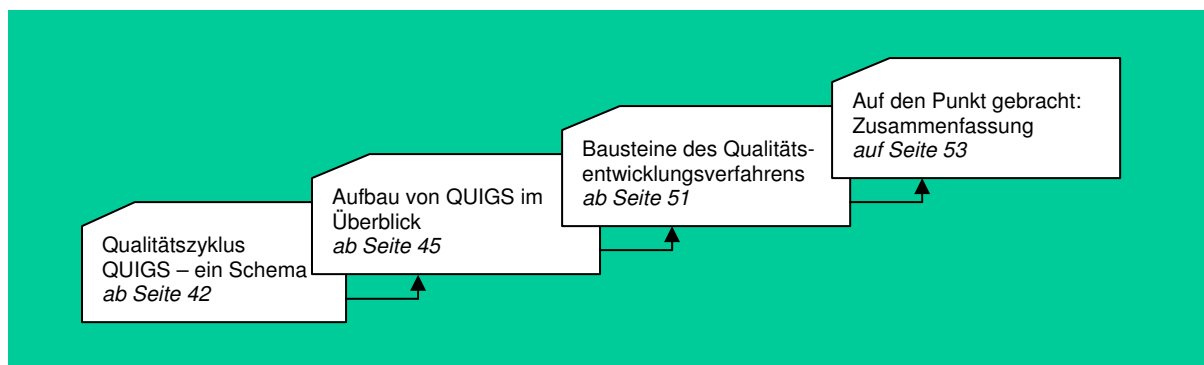 Qualitätszyklus
QUIGS – ein Schema
ab Seite 42
Aufbau von QUIGS im
Überblick
ab Seite 45
Bausteine des Qualitäts-
entwicklungsverfahrens
ab Seite 51
Auf den Punkt gebracht:
Zusammenfassung
auf Seite 53